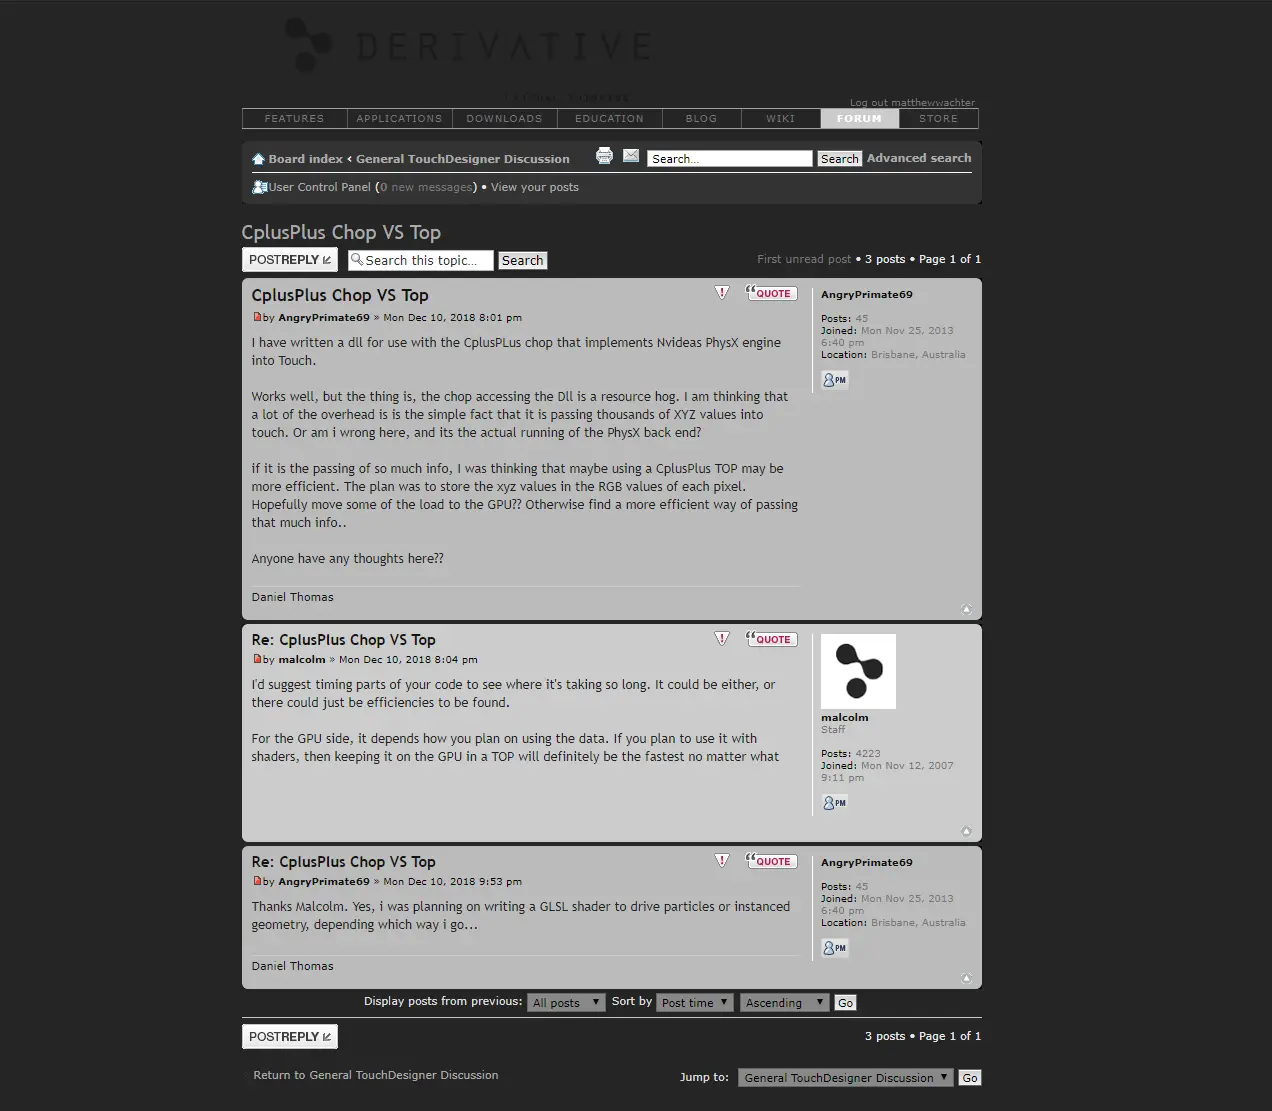 DERIVATIVE
Log out matthewwachter
FEATURES APPLICATIONS DOWNLOADS EDUCATION BLOG WIKI FORUM STORE
Board index ‹ General TouchDesigner Discussion Search... Search Advanced search
User Control Panel (0 new messages) • View your posts
CplusPlus Chop VS Top
POSTREPLY Search this topic... Search First unread post • 3 posts • Page 1 of 1
CplusPlus Chop VS Top
QUOTE
by AngryPrimate69 » Mon Dec 10, 2018 8:01 pm
I have written a dll for use with the CplusPLus chop that implements Nvideas PhysX engine
into Touch.
Works well, but the thing is, the chop accessing the Dll is a resource hog. I am thinking that
a lot of the overhead is is the simple fact that it is passing thousands of XYZ values into
touch. Or am i wrong here, and its the actual running of the PhysX back end?
if it is the passing of so much info, I was thinking that maybe using a CplusPlus TOP may be
more efficient. The plan was to store the xyz values in the RGB values of each pixel.
Hopefully move some of the load to the GPU?? Otherwise find a more efficient way of passing
that much info..
Anyone have any thoughts here??
Daniel Thomas
AngryPrimate69
Posts: 45
Joined: Mon Nov 25, 2013
6:40 pm
Location: Brisbane, Australia
PM
Re: CplusPlus Chop VS Top
QUOTE
by malcolm » Mon Dec 10, 2018 8:04 pm
I'd suggest timing parts of your code to see where it's taking so long. It could be either, or
there could just be efficiencies to be found.
For the GPU side, it depends how you plan on using the data. If you plan to use it with
shaders, then keeping it on the GPU in a TOP will definitely be the fastest no matter what
malcolm
Staff
Posts: 4223
Joined: Mon Nov 12, 2007
9:11 pm
PM
Re: CplusPlus Chop VS Top
QUOTE
by AngryPrimate69 » Mon Dec 10, 2018 9:53 pm
Thanks Malcolm. Yes, i was planning on writing a GLSL shader to drive particles or instanced
geometry, depending which way i go...
Daniel Thomas
AngryPrimate69
Posts: 45
Joined: Mon Nov 25, 2013
6:40 pm
Location: Brisbane, Australia
PM
Display posts from previous: All posts Sort by Post time Ascending Go
POSTREPLY 3 posts • Page 1 of 1
Return to General TouchDesigner Discussion Jump to: General TouchDesigner Discussion Go